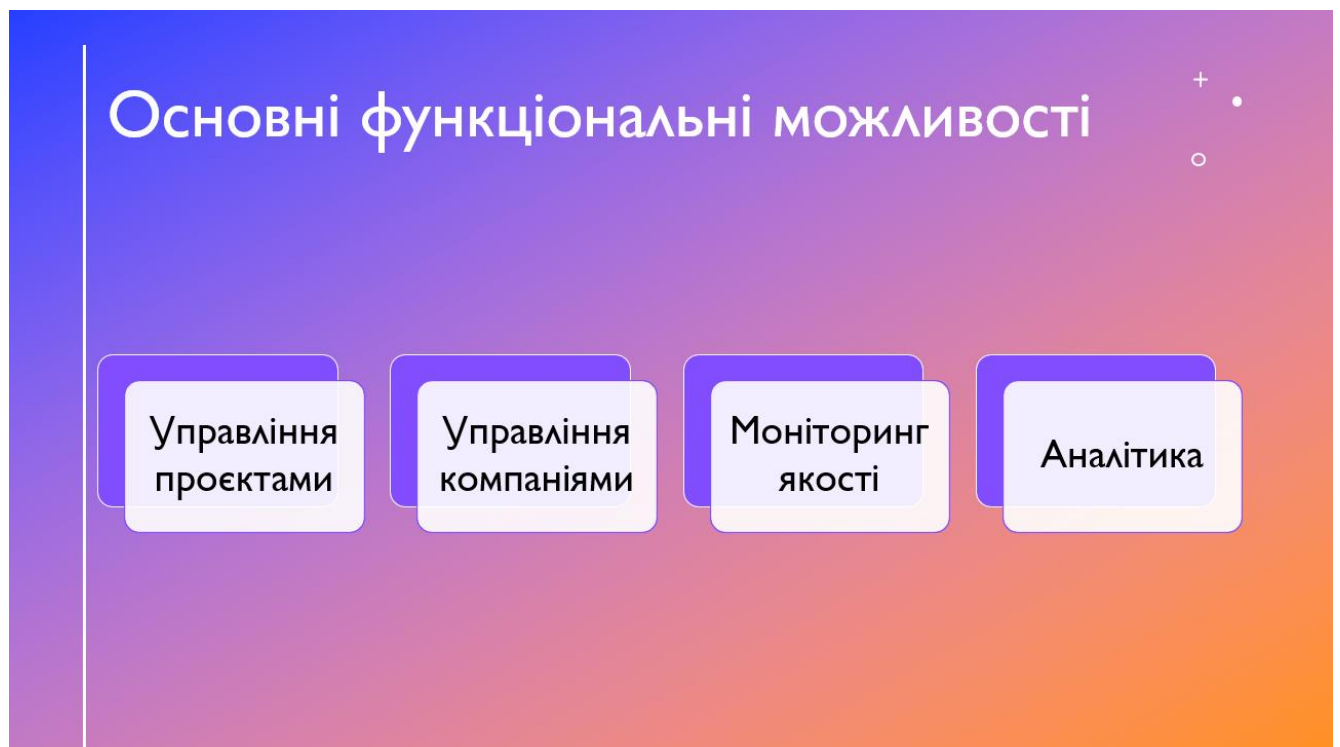 Основні функціональні можливості
Управління
проєктами
Управління
компаніями
Моніторинг
якості
Аналітика